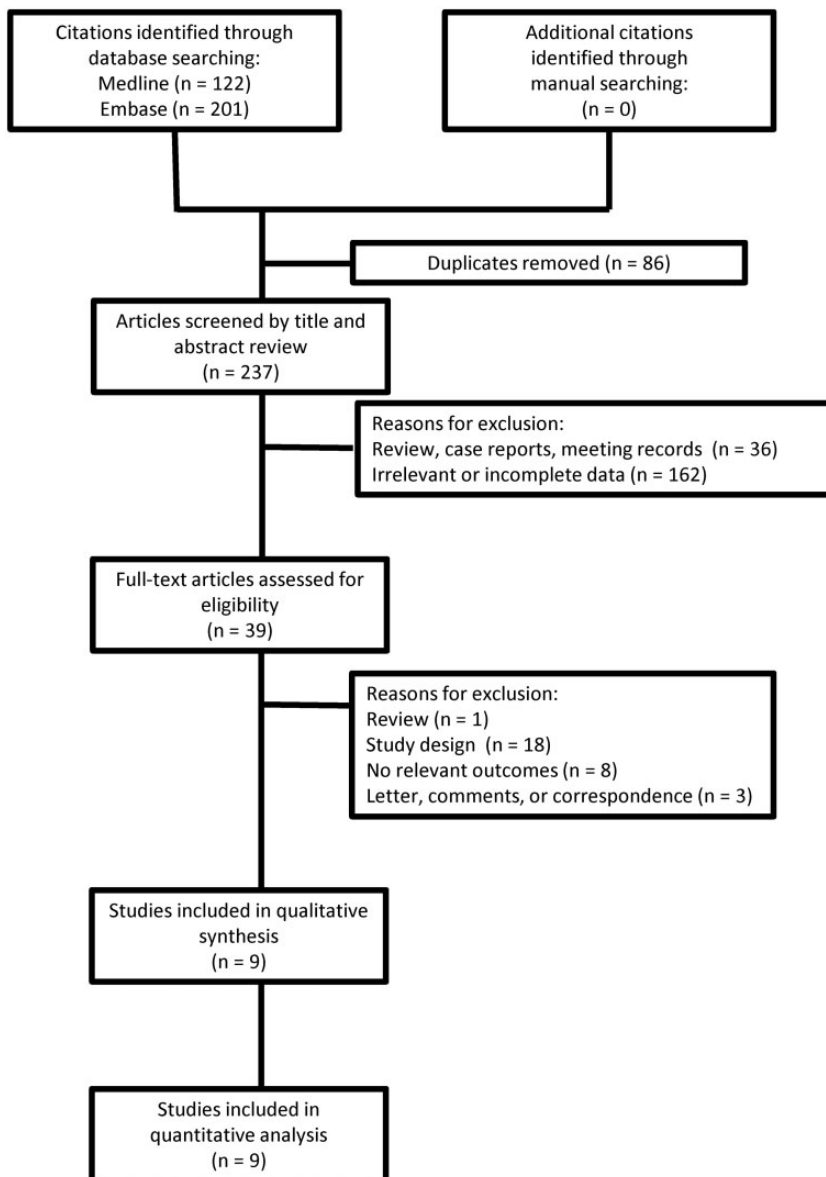 Citations identified through
database searching:
Medline (n = 122)
Embase (n = 201)
Additional citations
identified through
manual searching:
(n = 0)
Duplicates removed (n = 86)
Articles screened by title and
abstract review
(n = 237)
Reasons for exclusion:
Review, case reports, meeting records (n = 36)
Irrelevant or incomplete data (n = 162)
Full-text articles assessed for
eligibility
(n = 39)
Reasons for exclusion:
Review (n = 1)
Study design (n = 18)
No relevant outcomes (n = 8)
Letter, comments, or correspondence (n = 3)
Studies included in qualitative
synthesis
(n = 9)
Studies included in
quantitative analysis
(n = 9)